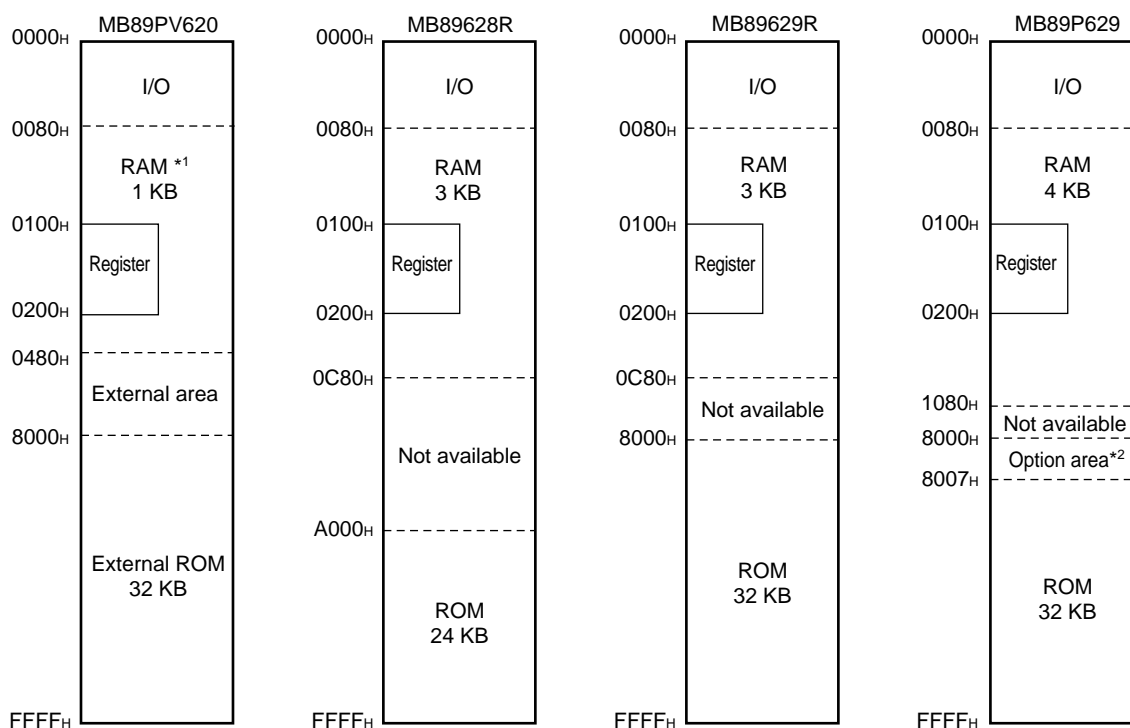 MB89PV620
0000H
I/O
0080H
RAM *1
1 KB
0100H
Register
0200H
0480H
External area
8000H
External ROM
32 KB
FFFFH
MB89628R
0000H
I/O
0080H
RAM
3 KB
0100H
Register
0200H
0C80H
Not available
A000H
ROM
24 KB
FFFFH
MB89629R
0000H
I/O
0080H
RAM
3 KB
0100H
Register
0200H
0C80H
Not available
8000H
ROM
32 KB
FFFFH
MB89P629
0000H
I/O
0080H
RAM
4 KB
0100H
Register
0200H
1080H
Not available
8000H
Option area*2
8007H
ROM
32 KB
FFFFH